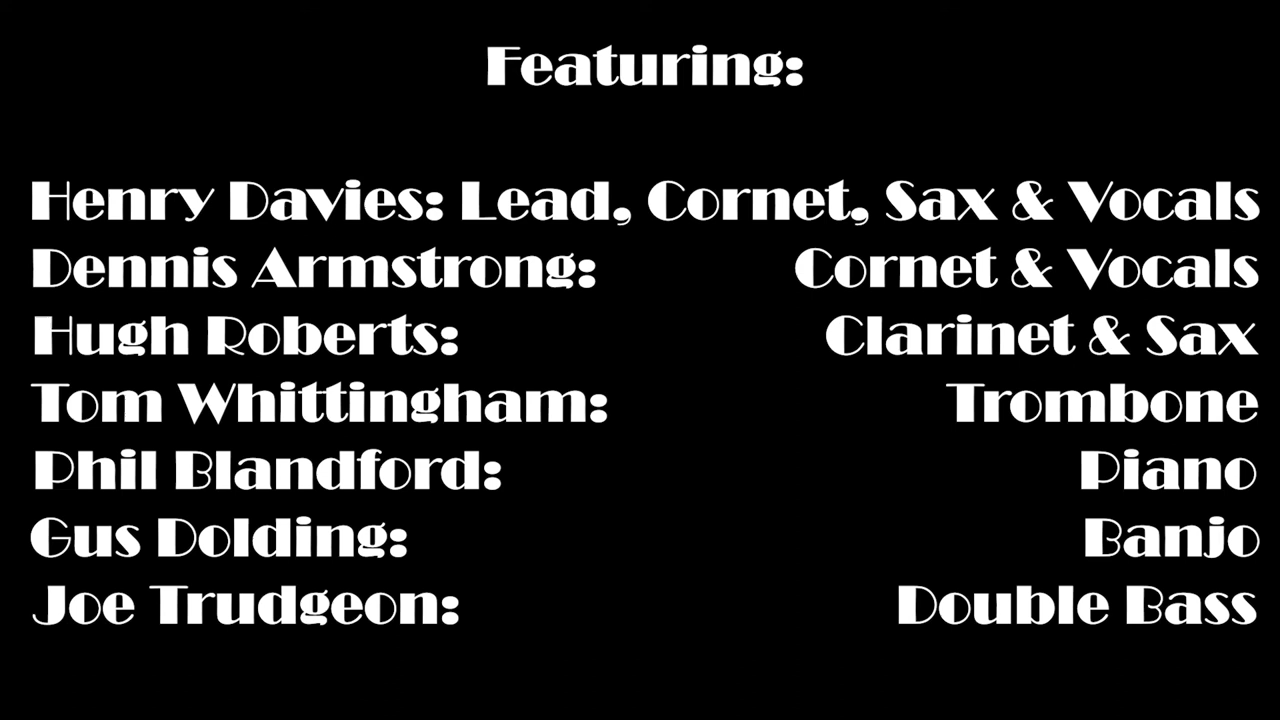 Featuring:
Henry Davies: Lead, Cornet, Sax & Vocals
Dennis Armstrong: Cornet & Vocals
Hugh Roberts: Clarinet & Sax
Tom Whittingham: Trombone
Phil Blandford: Piano
Gus Dolding: Banjo
Joe Trudgeon: Double Bass